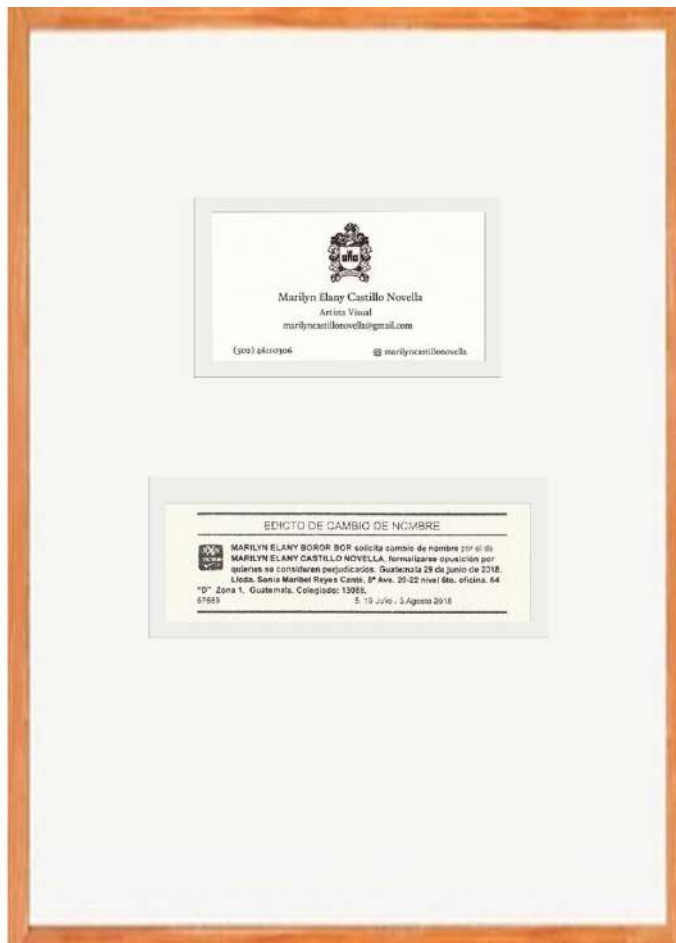 Marilyn Elany Castillo Novella
Artista Visual
marilyncastillonovella@gmail.com
(502) 46110306 @ marilyncastillonovella
EDICTO DE CAMBIO DE NOMBRE
MARILYN ELANY BOROR BOR solicita cambio de nombre por el de
MARILYN ELANY CASTILLO NOVELLA, formalizarse oposición por
quienes se consideren perjudicados. Guatemala 29 de junio de 2018.
Licda. Sonia Maribel Reyes Canté, 8ª Ave. 20-22 nivel 6to. oficina. 64
"D" Zona 1. Guatemala. Colegiado: 13088.
67689 5, 19 Julio / 3 Agosto 2018